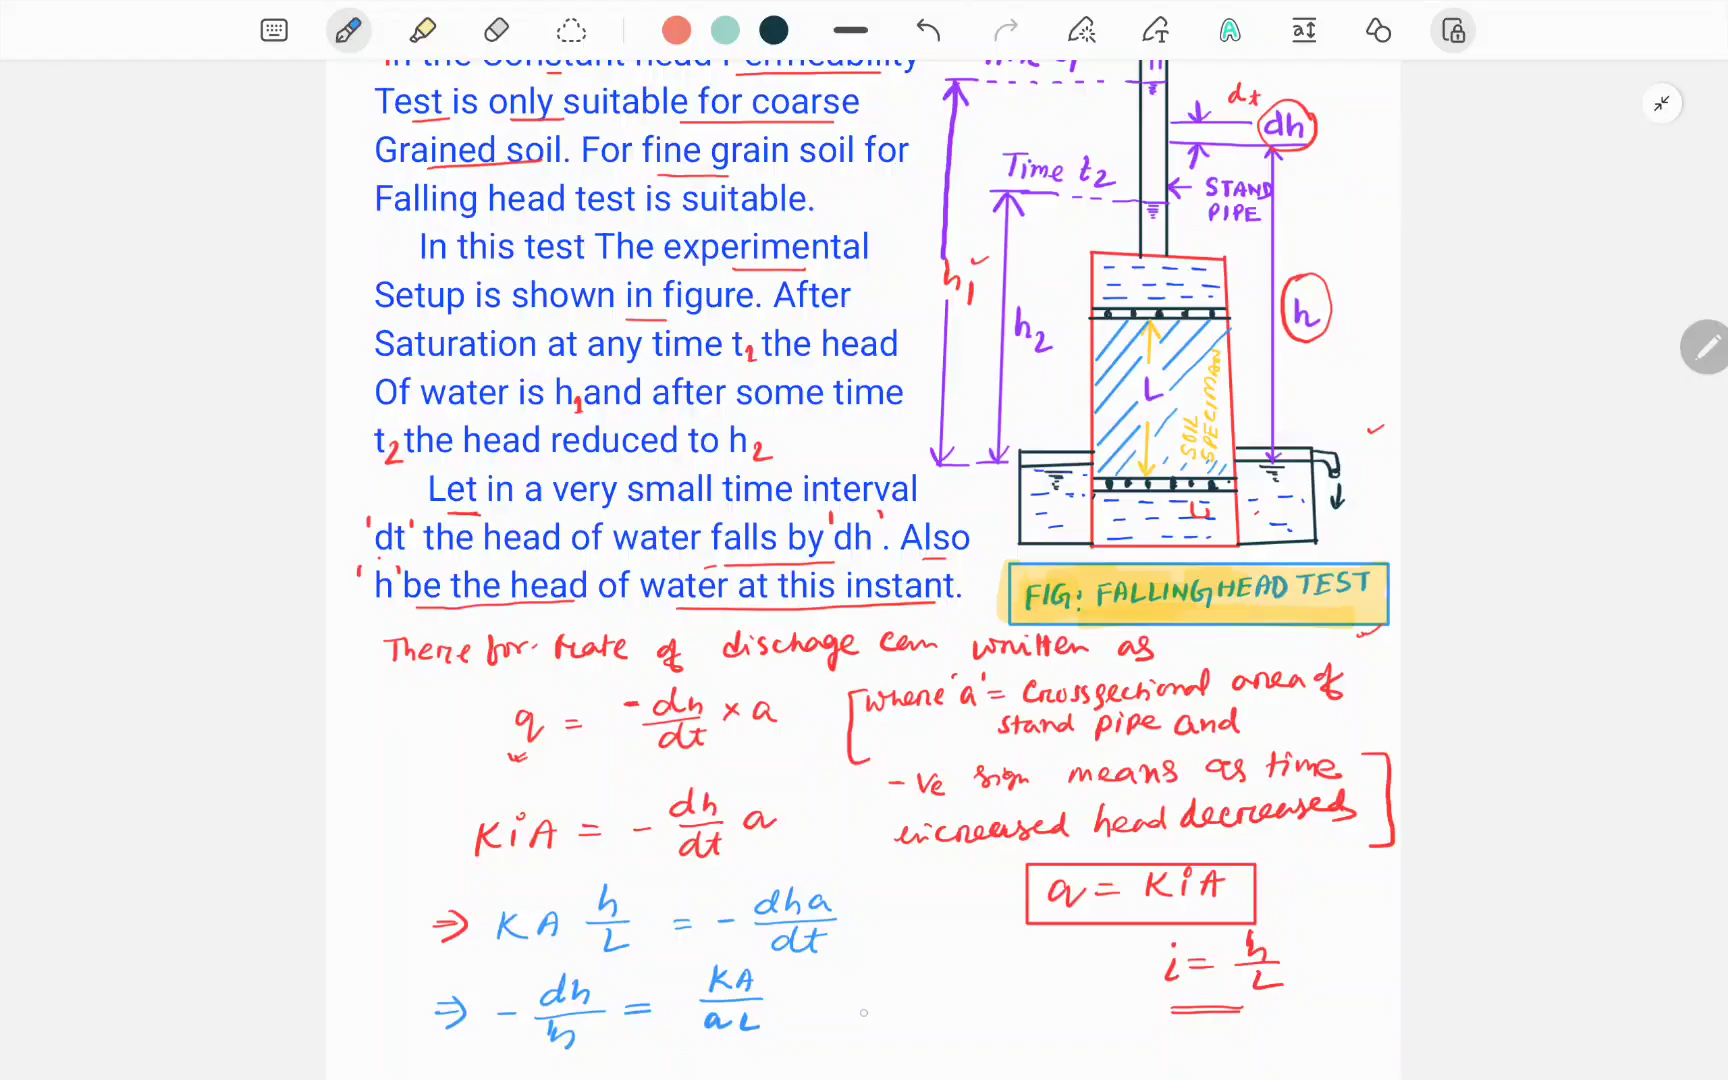 In the Constant head Permeability
Test is only suitable for coarse
Grained soil. For fine grain soil for
Falling head test is suitable.
In this test The experimental
Setup is shown in figure. After
Saturation at any time t1 the head
Of water is h1 and after some time
t2 the head reduced to h2
Let in a very small time interval
'dt' the head of water falls by 'dh'. Also
'h' be the head of water at this instant.
dt
dh
Time t2
STAND
PIPE
h1
h2
h
L
SOIL
SPECIMAN
FIG: FALLING HEAD TEST
There for rate of dischage can written as
q = -dh/dt × a
[where 'a' = Crossectional area of
stand pipe and
-ve sign means as time
increased head decreased]
KiA = - dh/dt a
q = KiA
⇒ KA h/L = - dha/dt
i = h/L
⇒ - dh/h = KA/aL